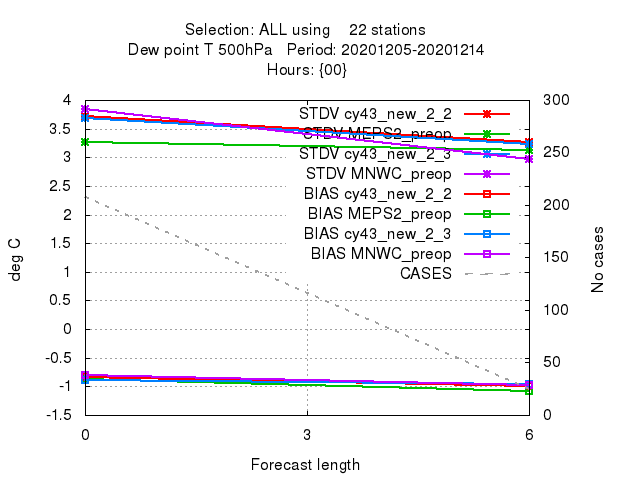 Selection: ALL using 22 stations
Dew point T 500hPa Period: 20201205-20201214
Hours: {00}
4
3.5
3
2.5
2
1.5
1
0.5
0
-0.5
-1
-1.5
300
250
200
150
100
50
0
0
3
6
deg C
No cases
Forecast length
STDV cy43_new_2_2
STDV MEPS2_preop
STDV cy43_new_2_3
STDV MNWC_preop
BIAS cy43_new_2_2
BIAS MEPS2_preop
BIAS cy43_new_2_3
BIAS MNWC_preop
CASES